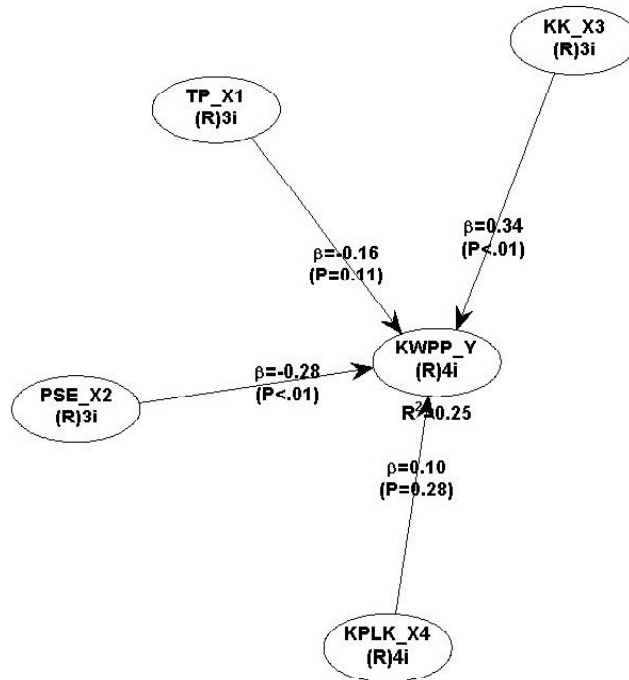 KK_X3
(R)3i
TP_X1
(R)3i
β=0.34
(P<.01)
β=-0.16
(P=0.11)
KWPP_Y
(R)4i
β=-0.28
(P<.01)
PSE_X2
(R)3i
R²=0.25
β=0.10
(P=0.28)
KPLK_X4
(R)4i